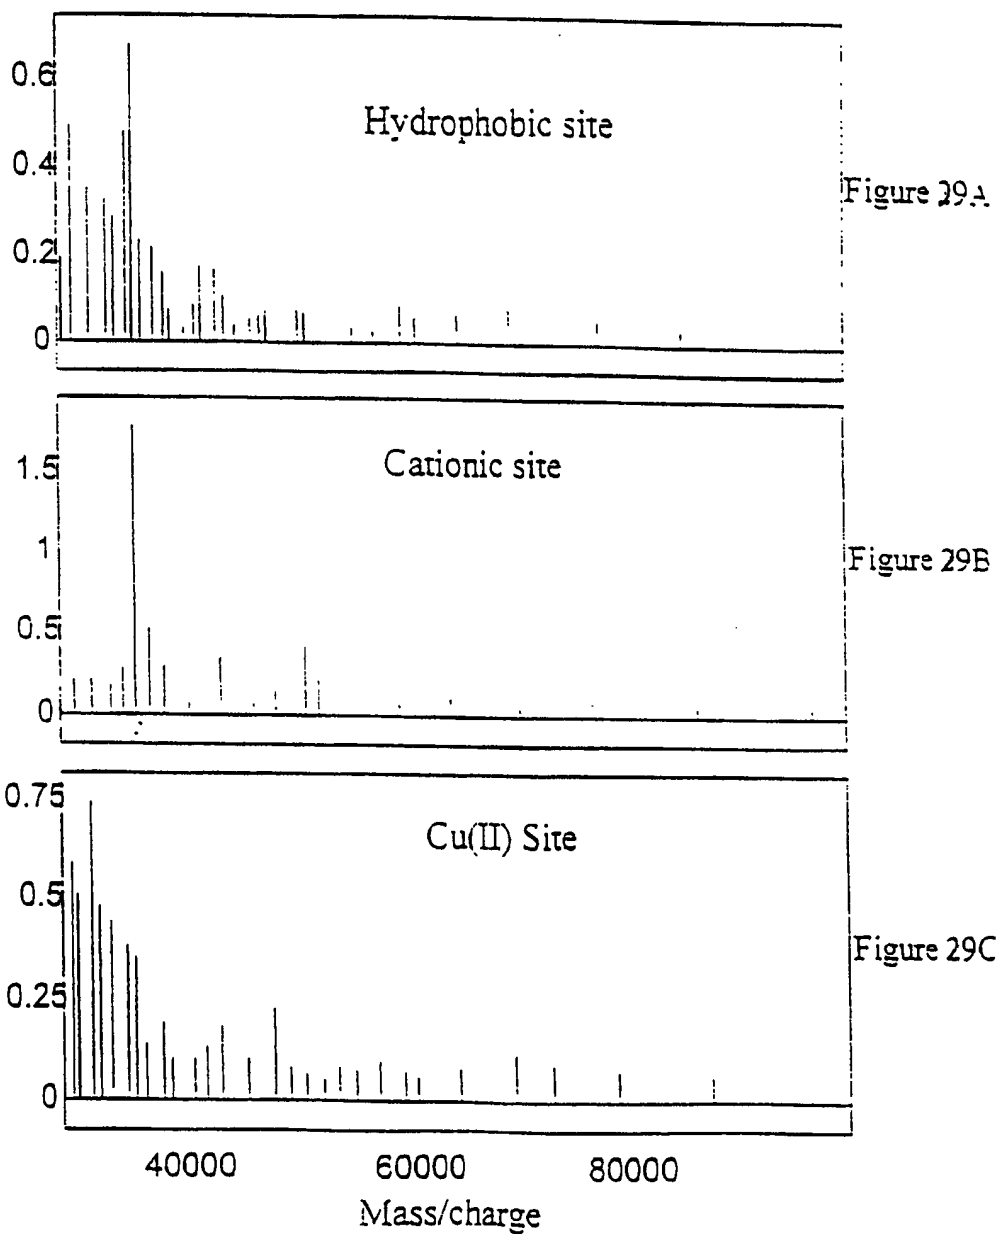 0.6
0.4
0.2
0
Hydrophobic site
Figure 29A
1.5
1
0.5
0
Cationic site
Figure 29B
0.75
0.5
0.25
0
Cu(II) Site
Figure 29C
40000 60000 80000
Mass/charge